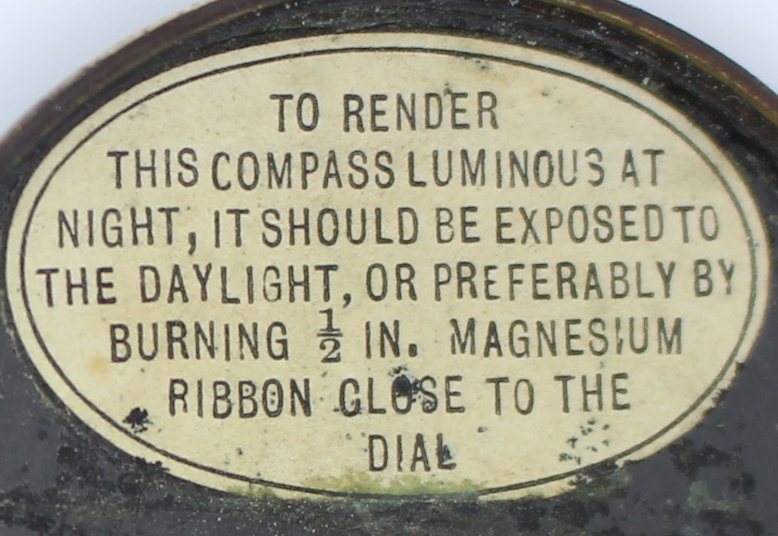 TO RENDER
THIS COMPASS LUMINOUS AT
NIGHT, IT SHOULD BE EXPOSED TO
THE DAYLIGHT, OR PREFERABLY BY
BURNING ½ IN. MAGNESIUM
RIBBON CLOSE TO THE
DIAL